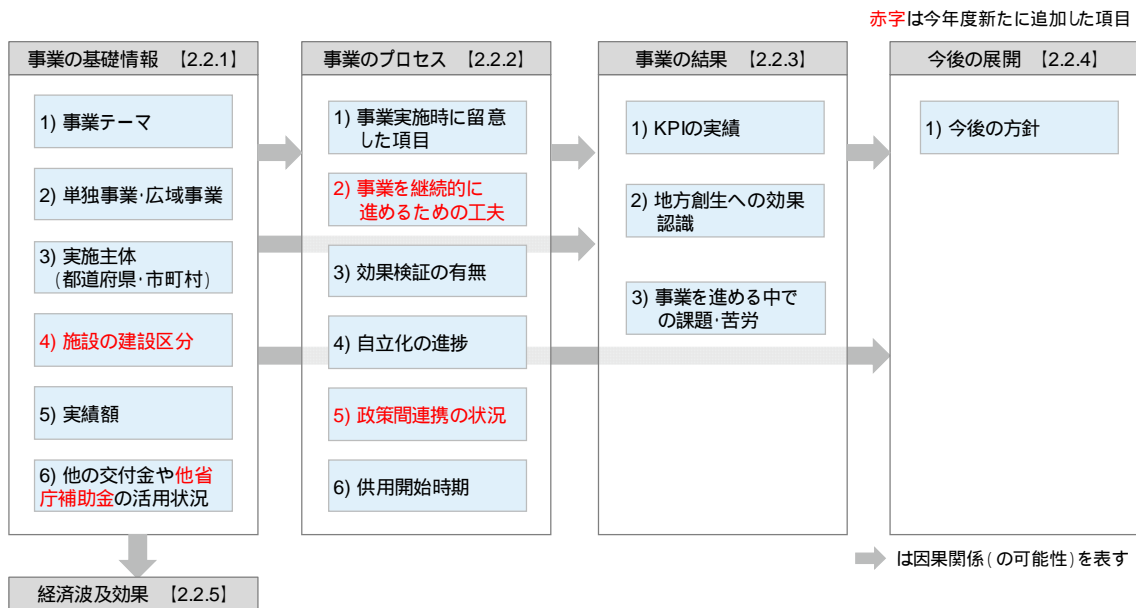 赤字は今年度新たに追加した項目
事業の基礎情報 【2.2.1】
1) 事業テーマ
2) 単独事業・広域事業
3) 実施主体
(都道府県・市町村)
4) 施設の建設区分
5) 実績額
6) 他の交付金や他省
庁補助金の活用状況
事業のプロセス 【2.2.2】
1) 事業実施時に留意
した項目
2) 事業を継続的に
進めるための工夫
3) 効果検証の有無
4) 自立化の進捗
5) 政策間連携の状況
6) 供用開始時期
事業の結果 【2.2.3】
1) KPIの実績
2) 地方創生への効果
認識
3) 事業を進める中で
の課題・苦労
今後の展開 【2.2.4】
1) 今後の方針
は因果関係(の可能性)を表す
経済波及効果 【2.2.5】